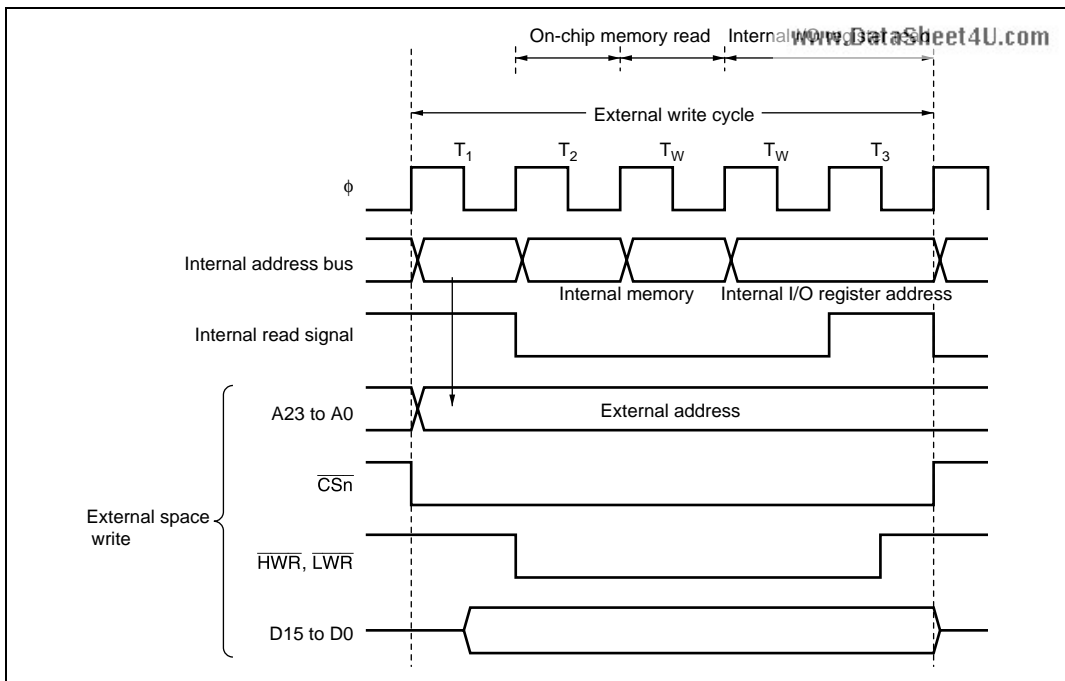 On-chip memory read Internal I/O register read
www.DataSheet4U.com
External write cycle
T1 T2 TW TW T3
ϕ
Internal address bus
Internal memory Internal I/O register address
Internal read signal
A23 to A0 External address
CSn
External space write
HWR, LWR
D15 to D0